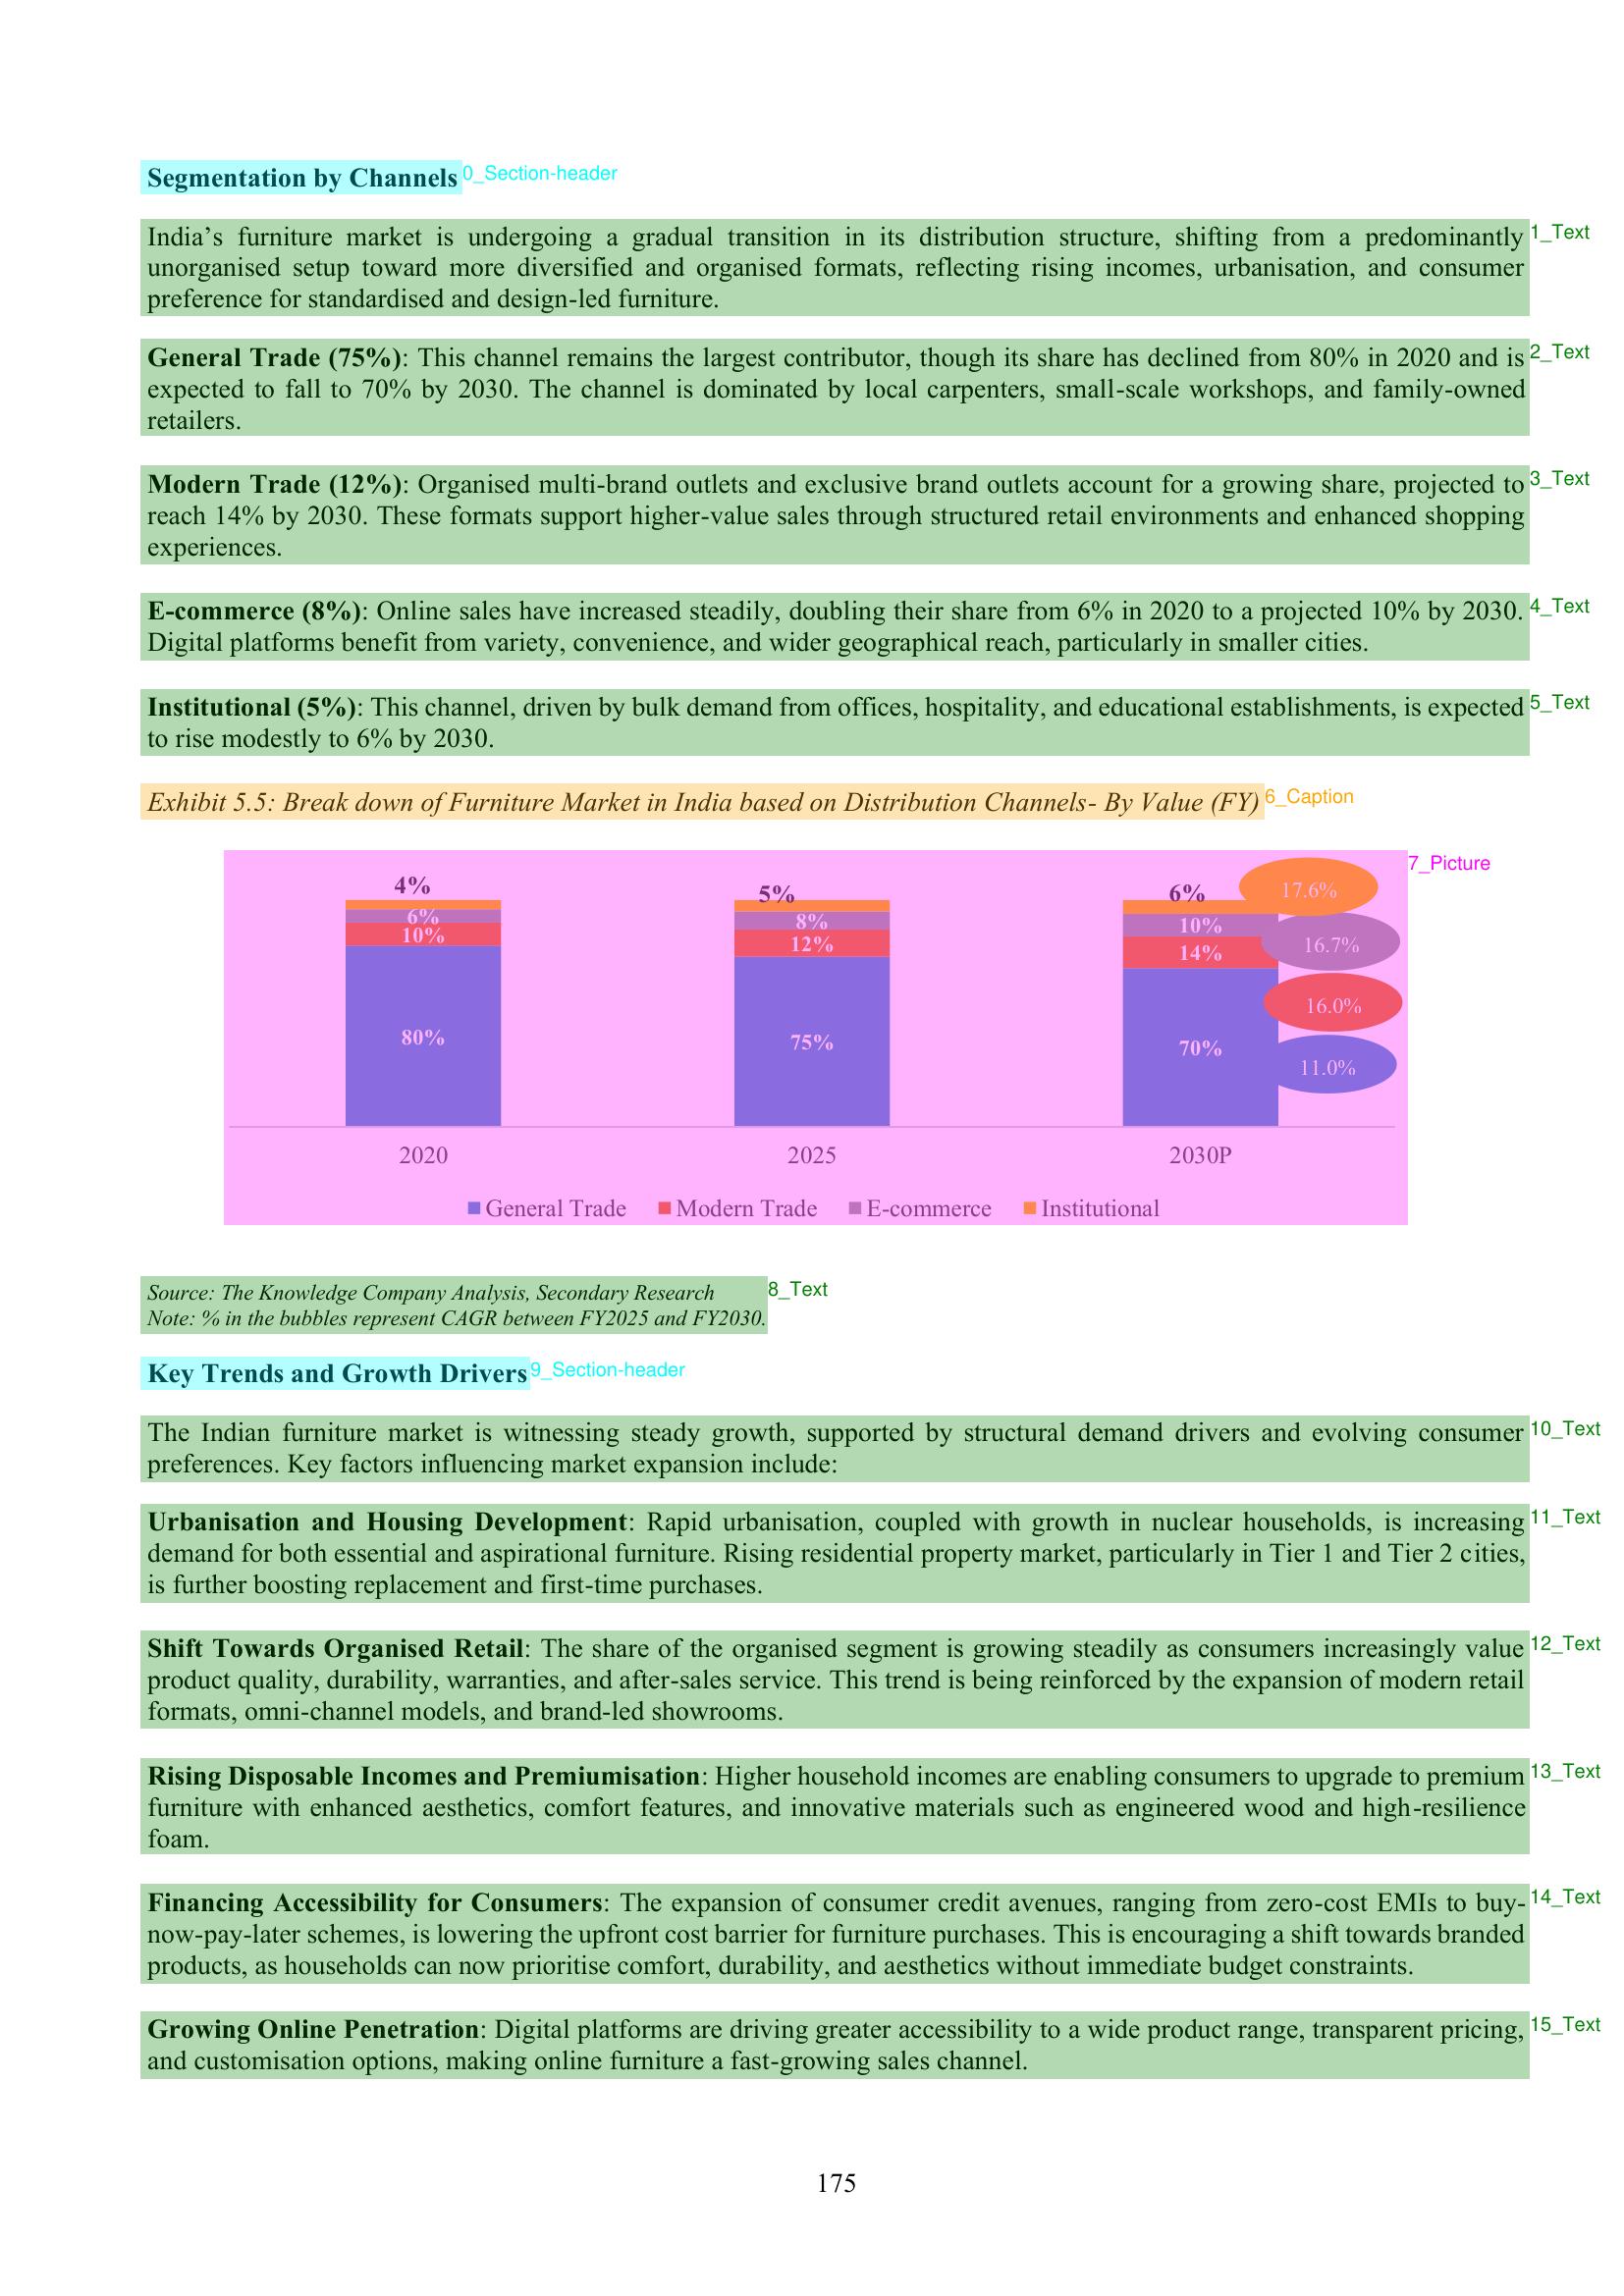 Segmentation by Channels
0_Section-header
India’s furniture market is undergoing a gradual transition in its distribution structure, shifting from a predominantly
1_Text
unorganised setup toward more diversified and organised formats, reflecting rising incomes, urbanisation, and consumer
preference for standardised and design-led furniture.
General Trade (75%): This channel remains the largest contributor, though its share has declined from 80% in 2020 and is
2_Text
expected to fall to 70% by 2030. The channel is dominated by local carpenters, small-scale workshops, and family-owned
retailers.
Modern Trade (12%): Organised multi-brand outlets and exclusive brand outlets account for a growing share, projected to
3_Text
reach 14% by 2030. These formats support higher-value sales through structured retail environments and enhanced shopping
experiences.
E-commerce (8%): Online sales have increased steadily, doubling their share from 6% in 2020 to a projected 10% by 2030.
4_Text
Digital platforms benefit from variety, convenience, and wider geographical reach, particularly in smaller cities.
Institutional (5%): This channel, driven by bulk demand from offices, hospitality, and educational establishments, is expected
5_Text
to rise modestly to 6% by 2030.
Exhibit 5.5: Break down of Furniture Market in India based on Distribution Channels- By Value (FY)
6_Caption
7_Picture
4%
6%
10%
80%
2020
5%
8%
12%
75%
2025
6%
10%
14%
70%
2030P
17.6%
16.7%
16.0%
11.0%
General Trade
Modern Trade
E-commerce
Institutional
Source: The Knowledge Company Analysis, Secondary Research
8_Text
Note: % in the bubbles represent CAGR between FY2025 and FY2030.
Key Trends and Growth Drivers
9_Section-header
The Indian furniture market is witnessing steady growth, supported by structural demand drivers and evolving consumer
10_Text
preferences. Key factors influencing market expansion include:
Urbanisation and Housing Development: Rapid urbanisation, coupled with growth in nuclear households, is increasing
11_Text
demand for both essential and aspirational furniture. Rising residential property market, particularly in Tier 1 and Tier 2 cities,
is further boosting replacement and first-time purchases.
Shift Towards Organised Retail: The share of the organised segment is growing steadily as consumers increasingly value
12_Text
product quality, durability, warranties, and after-sales service. This trend is being reinforced by the expansion of modern retail
formats, omni-channel models, and brand-led showrooms.
Rising Disposable Incomes and Premiumisation: Higher household incomes are enabling consumers to upgrade to premium
13_Text
furniture with enhanced aesthetics, comfort features, and innovative materials such as engineered wood and high-resilience
foam.
Financing Accessibility for Consumers: The expansion of consumer credit avenues, ranging from zero-cost EMIs to buy-
14_Text
now-pay-later schemes, is lowering the upfront cost barrier for furniture purchases. This is encouraging a shift towards branded
products, as households can now prioritise comfort, durability, and aesthetics without immediate budget constraints.
Growing Online Penetration: Digital platforms are driving greater accessibility to a wide product range, transparent pricing,
15_Text
and customisation options, making online furniture a fast-growing sales channel.
175